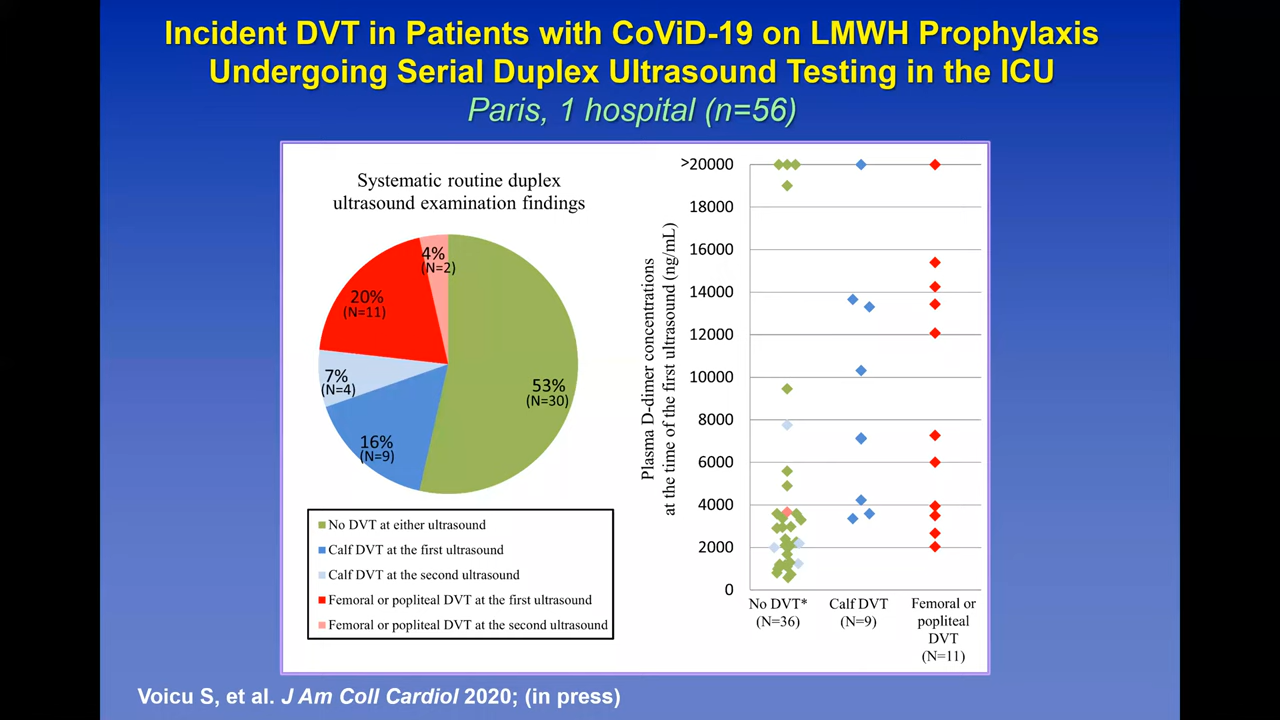 Incident DVT in Patients with CoViD-19 on LMWH Prophylaxis
Undergoing Serial Duplex Ultrasound Testing in the ICU
Paris, 1 hospital (n=56)
Systematic routine duplex
ultrasound examination findings
4%
(N=2)
20%
(N=11)
7%
(N=4)
53%
(N=30)
16%
(N=9)
No DVT at either ultrasound
Calf DVT at the first ultrasound
Calf DVT at the second ultrasound
Femoral or popliteal DVT at the first ultrasound
Femoral or popliteal DVT at the second ultrasound
Plasma D-dimer concentrations
at the time of the first ultrasound (ng/mL)
>20000
18000
16000
14000
12000
10000
8000
6000
4000
2000
0
No DVT*
(N=36)
Calf DVT
(N=9)
Femoral or
popliteal
DVT
(N=11)
Voicu S, et al. J Am Coll Cardiol 2020; (in press)